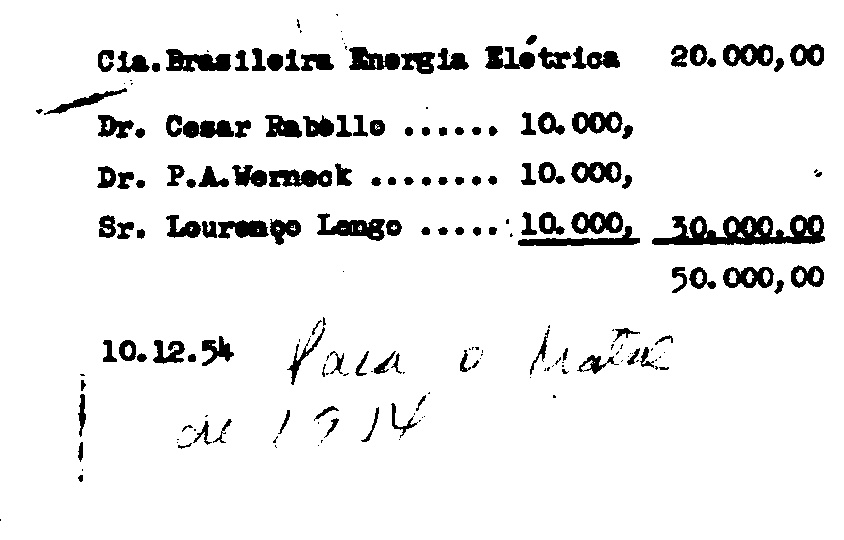 Cia.Brasileira Energia Elétrica 20.000,00
Dr. Cesar Rabello ...... 10.000,
Dr. P.A.Werneck ........ 10.000,
Sr. Lourenço Longo ..... 10.000, 30.000.00
50.000,00
10.12.54 Para o Natal
de 1914